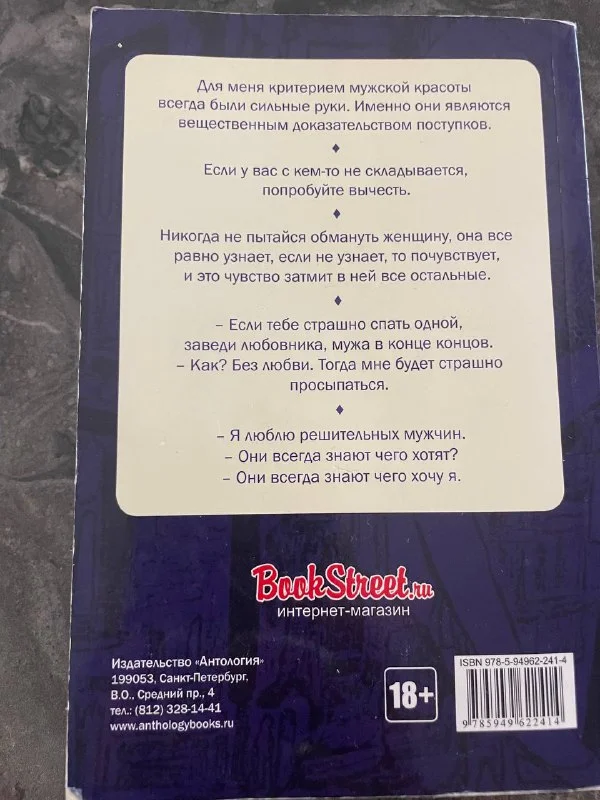 Для меня критерием мужской красоты
всегда были сильные руки. Именно они являются
вещественным доказательством поступков.
♦
Если у вас с кем-то не складывается,
попробуйте вычесть.
♦
Никогда не пытайся обмануть женщину, она все
равно узнает, если не узнает, то почувствует,
и это чувство затмит в ней все остальные.
♦
– Если тебе страшно спать одной,
заведи любовника, мужа в конце концов.
– Как? Без любви. Тогда мне будет страшно
просыпаться.
♦
– Я люблю решительных мужчин.
– Они всегда знают чего хотят?
– Они всегда знают чего хочу я.
BookStreet.ru
интернет-магазин
Издательство «Антология»
199053, Санкт-Петербург,
В.О., Средний пр., 4
тел.: (812) 328-14-41
www.anthologybooks.ru
18+
ISBN 978-5-94962-241-4
9 785949 622414